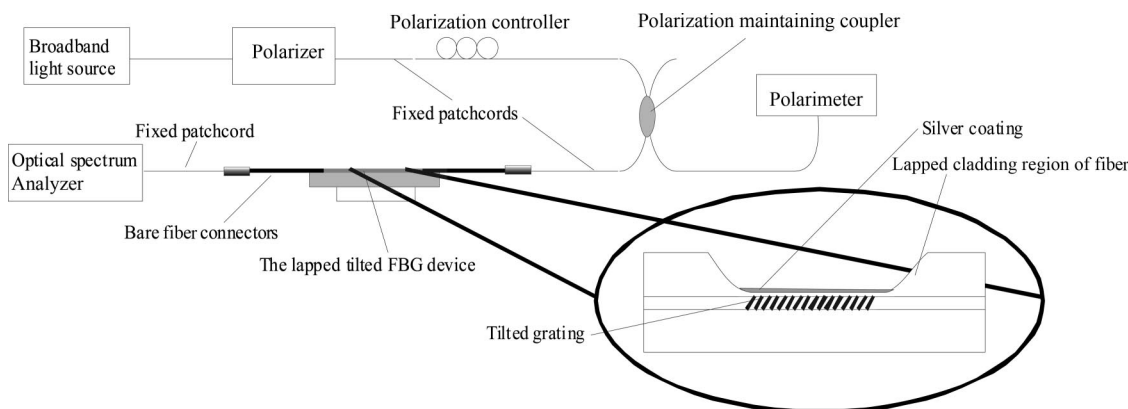 Polarization controller
Polarization maintaining coupler
Broadband
light source
Polarizer
Polarimeter
Fixed patchcords
Fixed patchcord
Silver coating
Optical spectrum
Analyzer
Lapped cladding region of fiber
Bare fiber connectors
The lapped tilted FBG device
Tilted grating